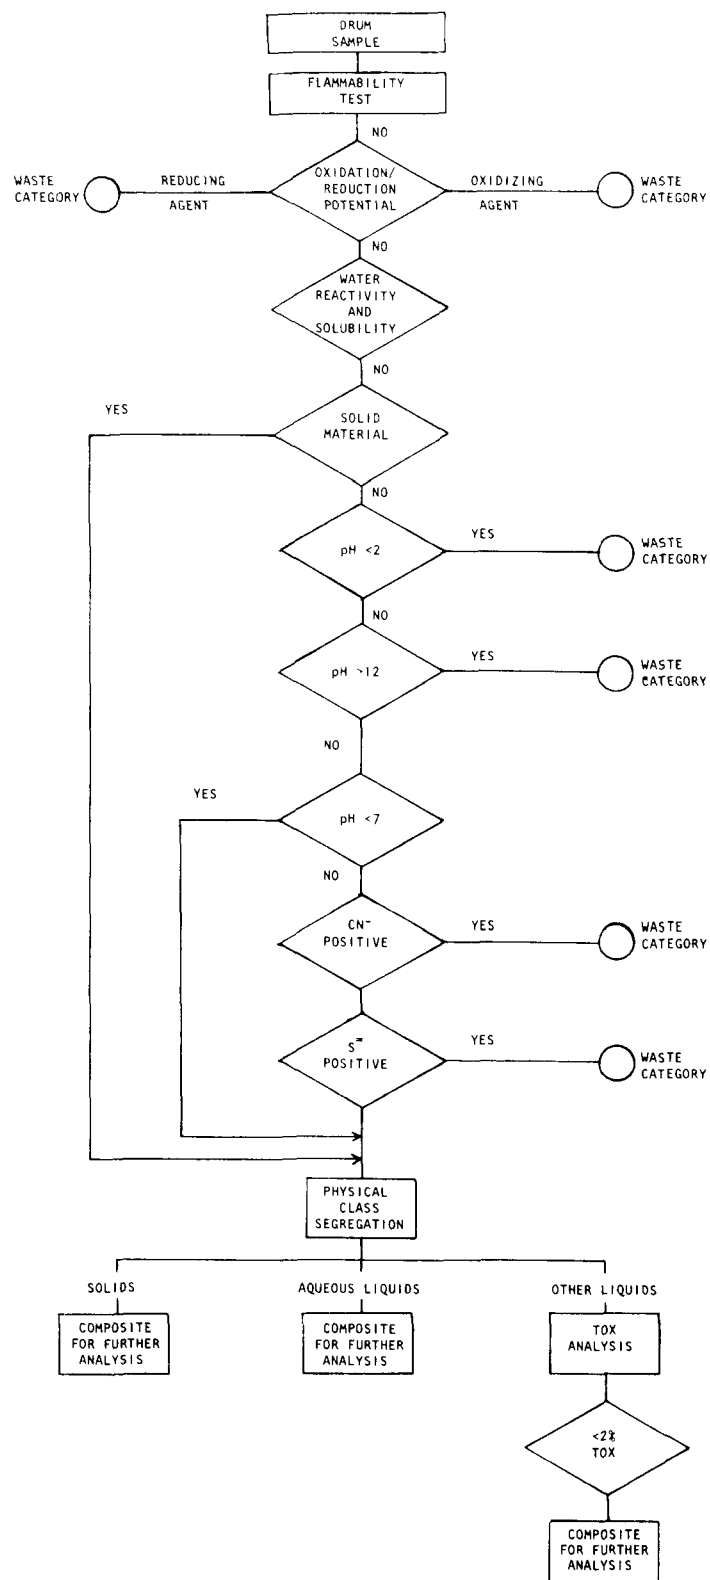 DRUM
SAMPLE
FLAMMABILITY
TEST
NO
WASTE
CATEGORY
REDUCING
AGENT
OXIDATION/
REDUCTION
POTENTIAL
OXIDIZING
AGENT
WASTE
CATEGORY
NO
WATER
REACTIVITY
AND
SOLUBILITY
NO
YES
SOLID
MATERIAL
NO
pH <2
YES
WASTE
CATEGORY
NO
pH >12
YES
WASTE
CATEGORY
NO
YES
pH <7
NO
CN-
POSITIVE
YES
WASTE
CATEGORY
S=
POSITIVE
YES
WASTE
CATEGORY
PHYSICAL
CLASS
SEGREGATION
SOLIDS
AQUEOUS LIQUIDS
OTHER LIQUIDS
COMPOSITE
FOR FURTHER
ANALYSIS
COMPOSITE
FOR FURTHER
ANALYSIS
TOX
ANALYSIS
<2%
TOX
COMPOSITE
FOR FURTHER
ANALYSIS